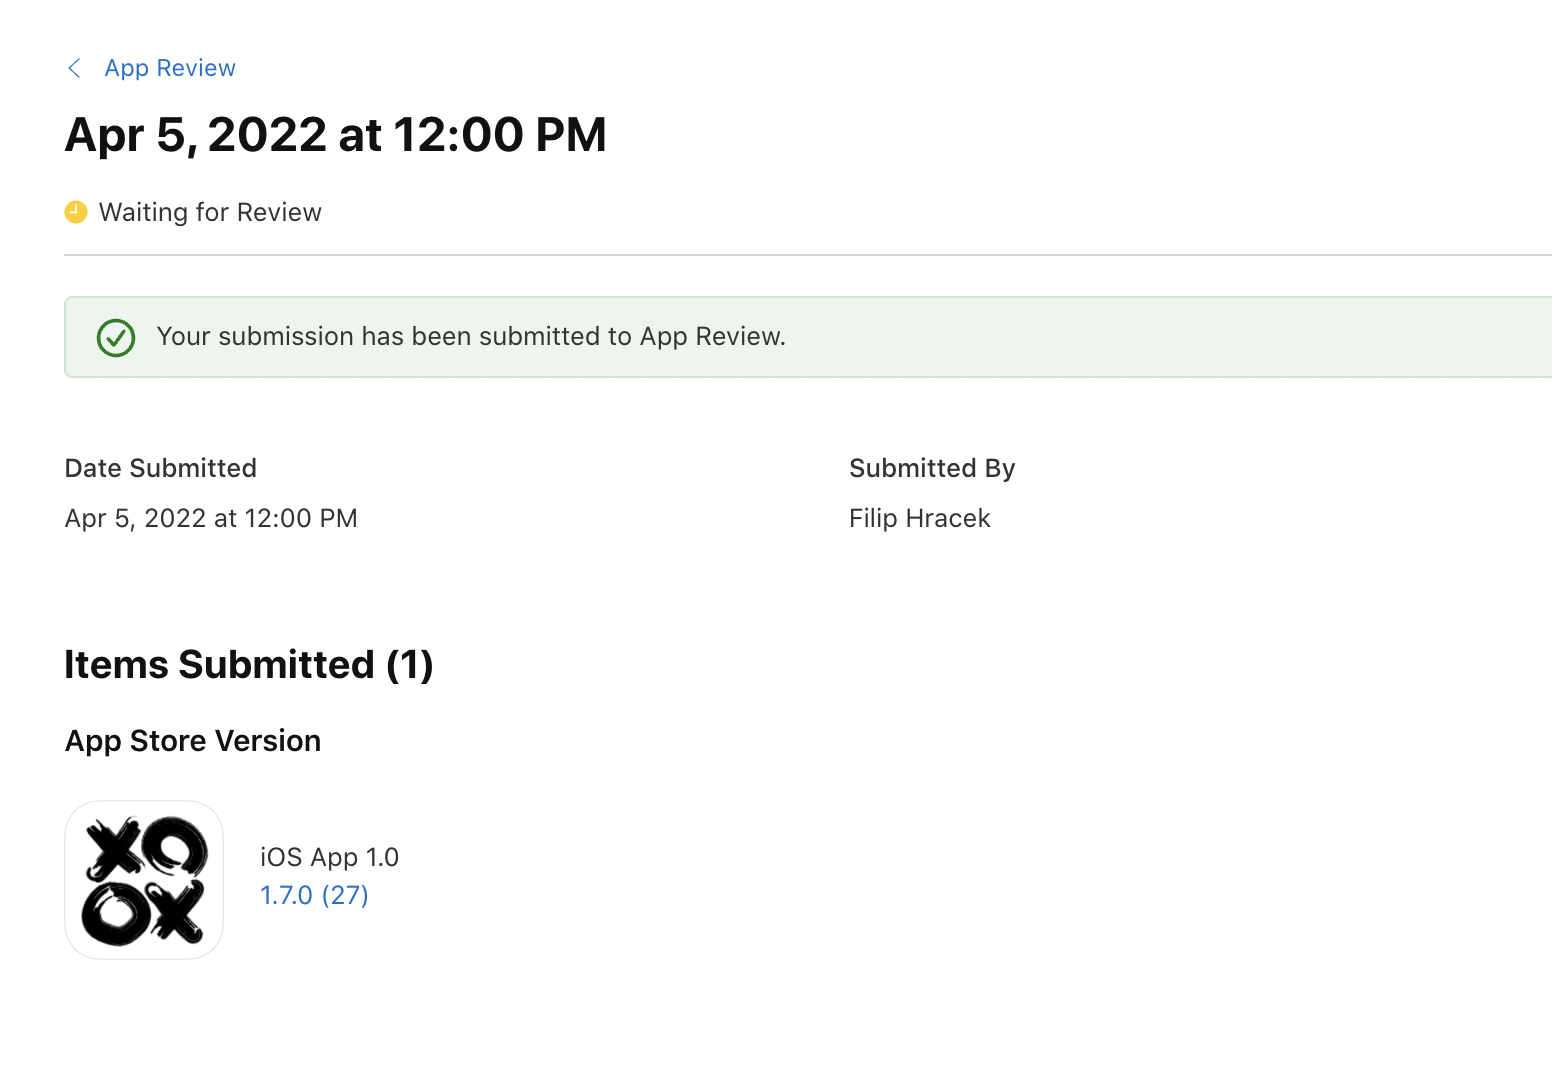 App Review
Apr 5, 2022 at 12:00 PM
Waiting for Review
Your submission has been submitted to App Review.
Date Submitted
Apr 5, 2022 at 12:00 PM
Submitted By
Filip Hracek
Items Submitted (1)
App Store Version
XO
OX
iOS App 1.0
1.7.0 (27)